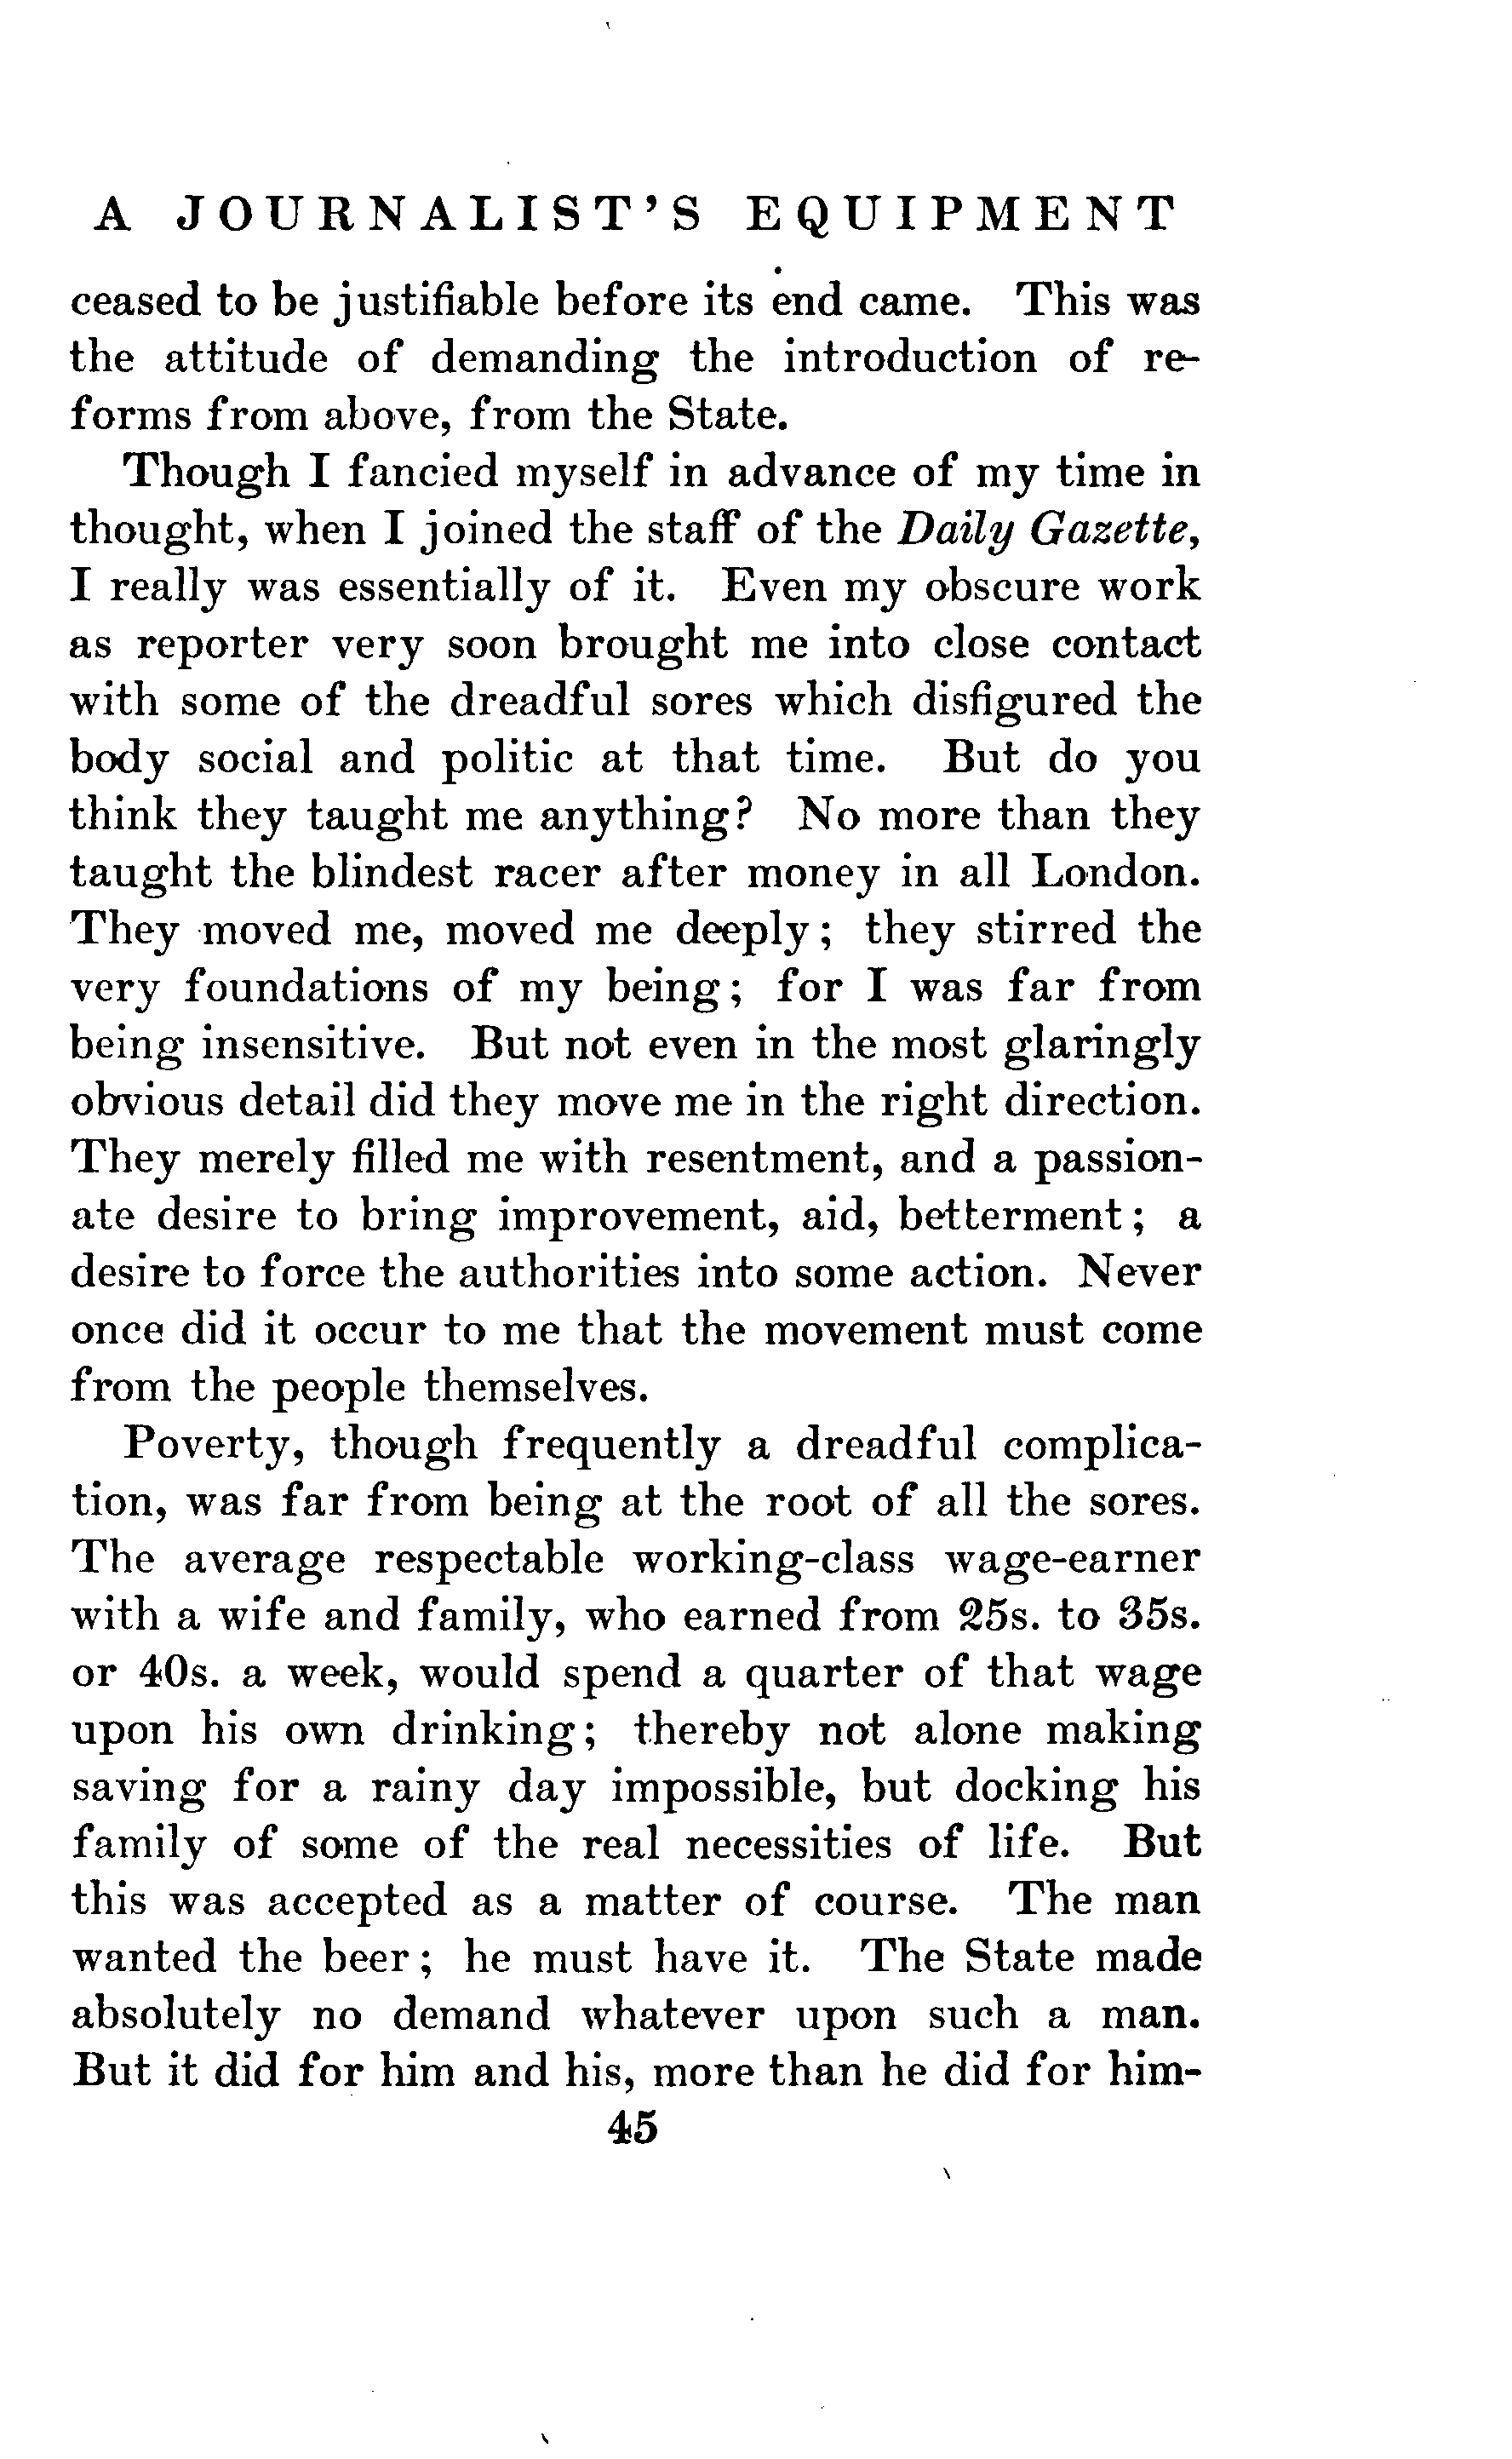 A JOURNALIST'S EQUIPMENT
ceased to be justifiable before its end came. This was
the attitude of demanding the introduction of re-
forms from above, from the State.
Though I fancied myself in advance of my time in
thought, when I joined the staff of the Daily Gazette,
I really was essentially of it. Even my obscure work
as reporter very soon brought me into close contact
with some of the dreadful sores which disfigured the
body social and politic at that time. But do you
think they taught me anything? No more than they
taught the blindest racer after money in all London.
They moved me, moved me deeply; they stirred the
very foundations of my being; for I was far from
being insensitive. But not even in the most glaringly
obvious detail did they move me in the right direction.
They merely filled me with resentment, and a passion-
ate desire to bring improvement, aid, betterment; a
desire to force the authorities into some action. Never
once did it occur to me that the movement must come
from the people themselves.
Poverty, though frequently a dreadful complica-
tion, was far from being at the root of all the sores.
The average respectable working-class wage-earner
with a wife and family, who earned from 25s. to 35s.
or 40s. a week, would spend a quarter of that wage
upon his own drinking; thereby not alone making
saving for a rainy day impossible, but docking his
family of some of the real necessities of life. But
this was accepted as a matter of course. The man
wanted the beer; he must have it. The State made
absolutely no demand whatever upon such a man.
But it did for him and his, more than he did for him-
45